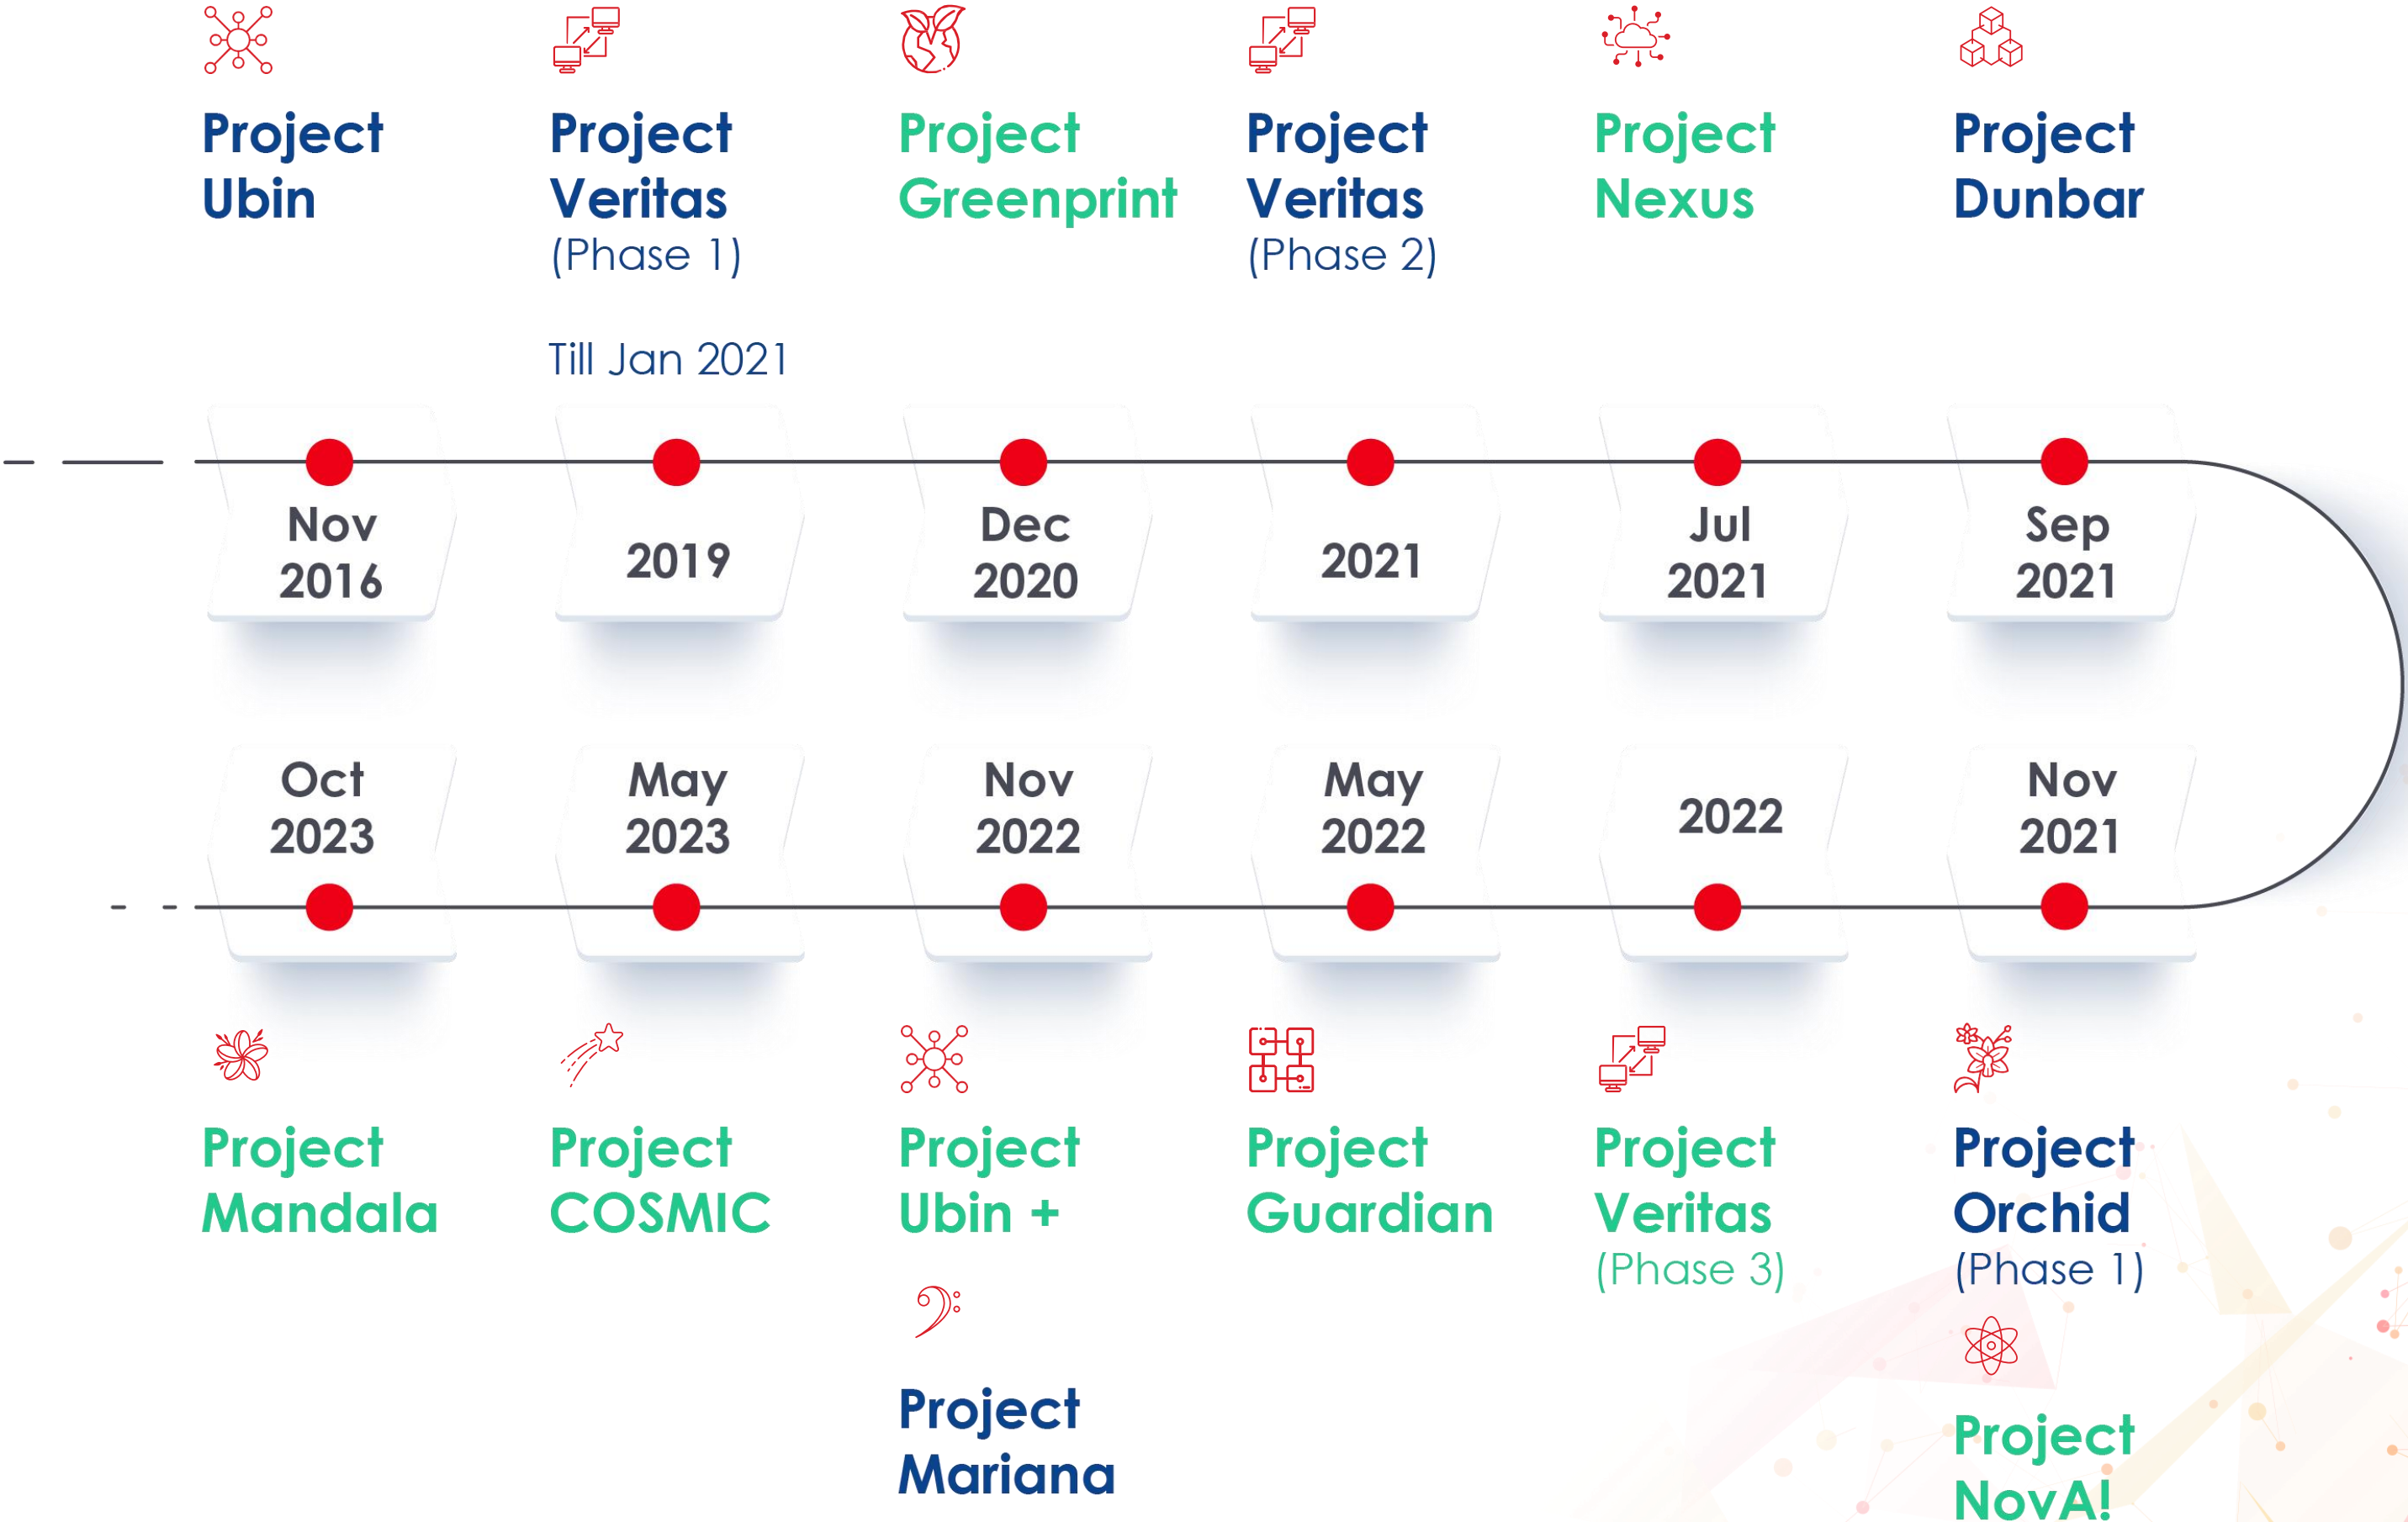 Project
Ubin
Project
Veritas
(Phase 1)
Till Jan 2021
Project
Greenprint
Project
Veritas
(Phase 2)
Project
Nexus
Project
Dunbar
Nov
2016
2019
Dec
2020
2021
Jul
2021
Sep
2021
Oct
2023
May
2023
Nov
2022
May
2022
2022
Nov
2021
Project
Mandala
Project
COSMIC
Project
Ubin +
Project
Mariana
Project
Guardian
Project
Veritas
(Phase 3)
Project
Orchid
(Phase 1)
Project
NovA!